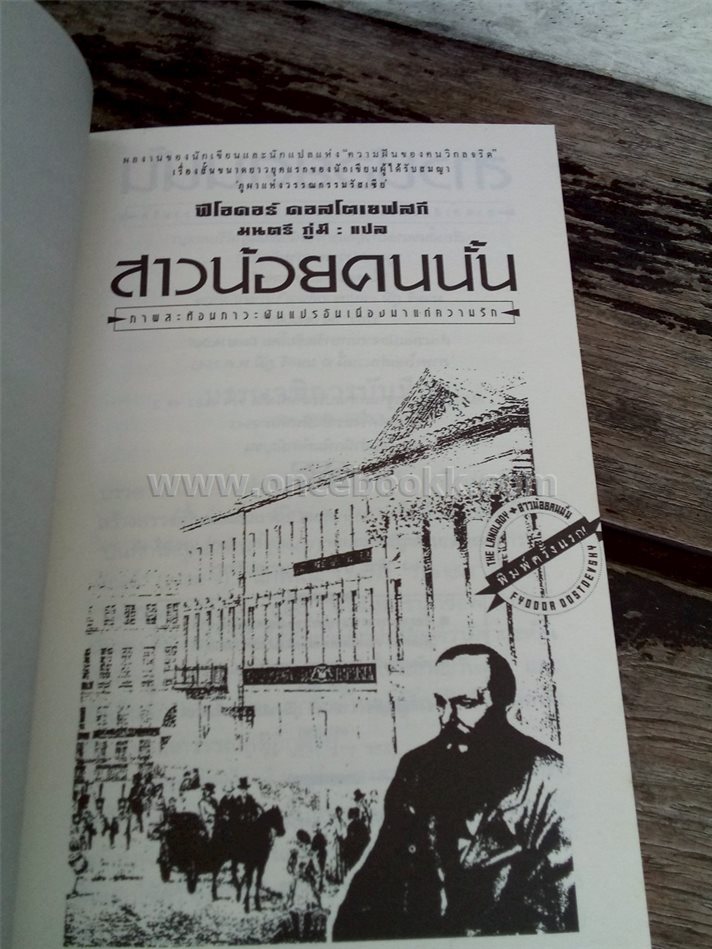 ผลงานของนักเขียนและนักแปลแห่ง "ความฝันของคนวิกลจริต"
เรื่องสั้นขนาดยาวยุคแรกของนักเขียนผู้ได้รับสมญา
'ภูผาแห่งวรรณกรรมรัสเซีย'
ฟีโอดอร์ ดอสโตเยฟสกี
มนตรี ภู่มี : แปล
สาวน้อยคนนั้น
ภาพสะท้อนภาวะผันแปรอันเนื่องมาแต่ความรัก
www.oncebookk.com
THE LANDLADY + สาวน้อยคนนั้น
พิมพ์ครั้งแรก!
FYODOR DOSTOEVSKY